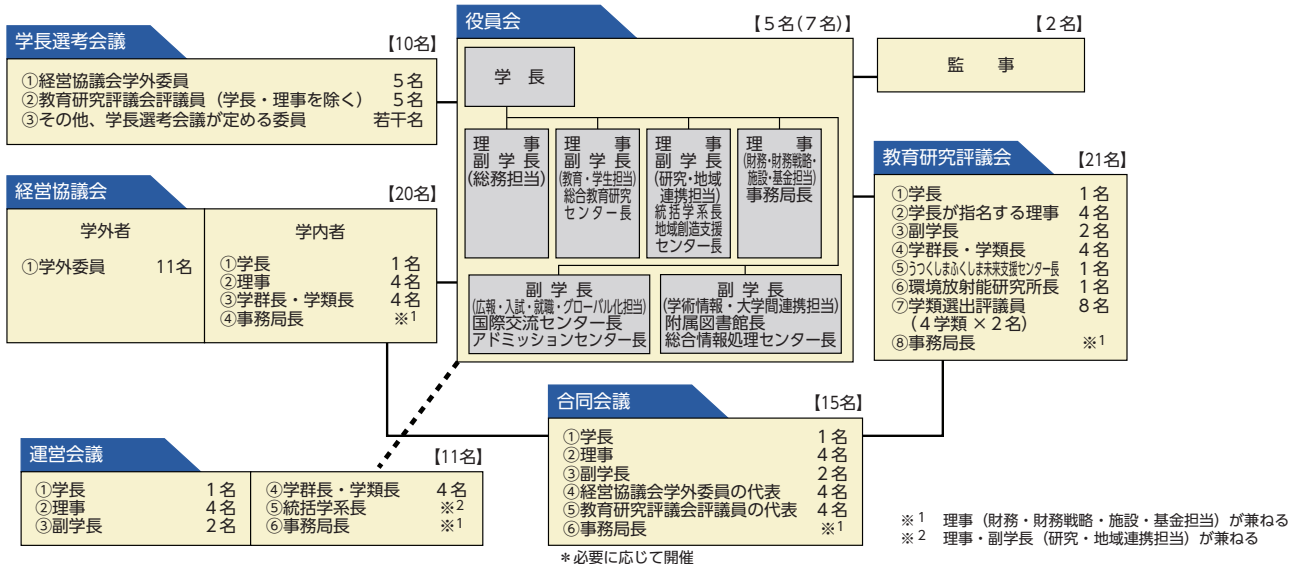 学長選考会議
【10名】
①経営協議会学外委員 5名
②教育研究評議会評議員（学長・理事を除く） 5名
③その他、学長選考会議が定める委員 若干名
役員会
【5名(7名)】
学 長
理 事
副 学 長
(総務担当)
理 事
副 学 長
(教育・学生担当)
総合教育研究
センター長
理 事
副 学 長
(研究・地域
連携担当)
統括学系長
地域創造支援
センター長
理 事
(財務・財務戦略・
施設・基金担当)
事務局長
副 学 長
(広報・入試・就職・グローバル化担当)
国際交流センター長
アドミッションセンター長
副 学 長
(学術情報・大学間連携担当)
附属図書館長
総合情報処理センター長
【2名】
監 事
経営協議会
【20名】
学外者
①学外委員 11名
学内者
①学長 1名
②理事 4名
③学群長・学類長 4名
④事務局長 ※1
教育研究評議会
【21名】
①学長 1名
②学長が指名する理事 4名
③副学長 2名
④学群長・学類長 4名
⑤うつくしまふくしま未来支援センター長 1名
⑥環境放射能研究所長 1名
⑦学類選出評議員 8名
(４学類×２名)
⑧事務局長 ※1
運営会議
【11名】
①学長 1名
②理事 4名
③副学長 2名
④学群長・学類長 4名
⑤統括学系長 ※2
⑥事務局長 ※1
合同会議
【15名】
①学長 1名
②理事 4名
③副学長 2名
④経営協議会学外委員の代表 4名
⑤教育研究評議会評議員の代表 4名
⑥事務局長 ※1
＊必要に応じて開催
※1 理事（財務・財務戦略・施設・基金担当）が兼ねる
※2 理事・副学長（研究・地域連携担当）が兼ねる